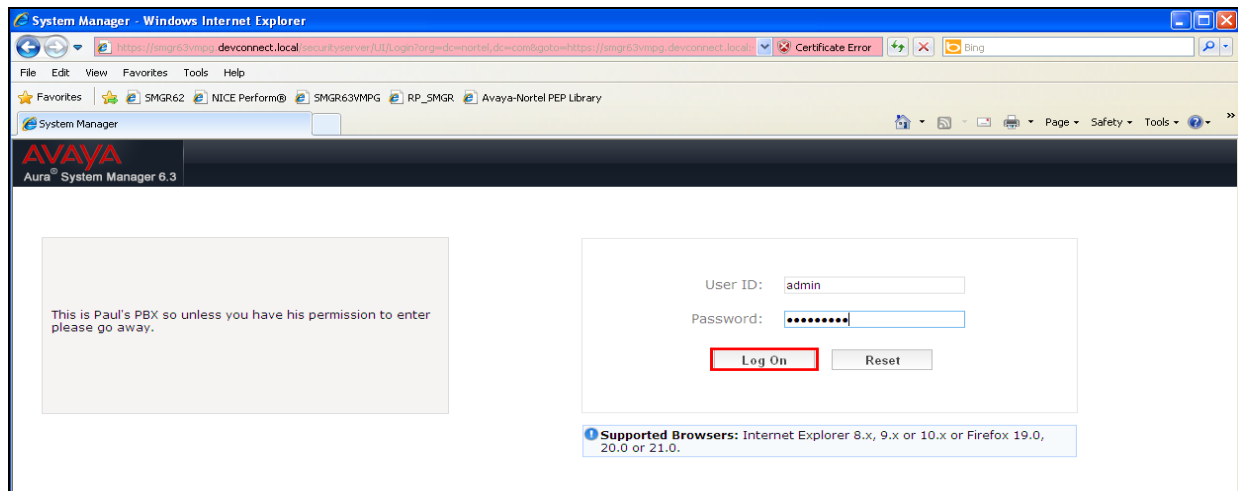 System Manager - Windows Internet Explorer
https://smgr63vmpg.devconnect.local/securityserver/UI/Login?org=dc=nortel,dc=com&goto=https://smgr63vmpg.devconnect.local:
Certificate Error
Bing
File Edit View Favorites Tools Help
Favorites SMGR62 NICE Perform® SMGR63VMPG RP_SMGR Avaya-Nortel PEP Library
System Manager
Page Safety Tools »
AVAYA
Aura® System Manager 6.3
This is Paul's PBX so unless you have his permission to enter
please go away.
User ID: admin
Password: •••••••••
Log On Reset
Supported Browsers: Internet Explorer 8.x, 9.x or 10.x or Firefox 19.0,
20.0 or 21.0.